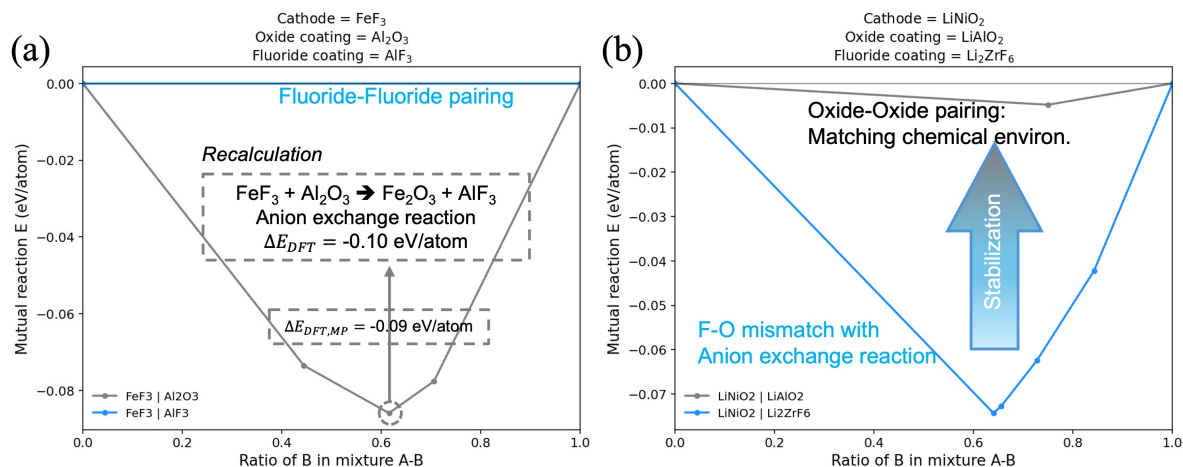 (a)
Cathode = FeF₃
Oxide coating = Al₂O₃
Fluoride coating = AlF₃
0.00
−0.02
−0.04
−0.06
−0.08
Mutual reaction E (eV/atom)
Fluoride-Fluoride pairing
Recalculation
FeF₃ + Al₂O₃ ➔ Fe₂O₃ + AlF₃
Anion exchange reaction
ΔE_DFT = -0.10 eV/atom
ΔE_DFT,MP = -0.09 eV/atom
FeF3 | Al2O3
FeF3 | AlF3
0.0 0.2 0.4 0.6 0.8 1.0
Ratio of B in mixture A-B
(b)
Cathode = LiNiO₂
Oxide coating = LiAlO₂
Fluoride coating = Li₂ZrF₆
0.00
−0.01
−0.02
−0.03
−0.04
−0.05
−0.06
−0.07
Mutual reaction E (eV/atom)
Oxide-Oxide pairing:
Matching chemical environ.
Stabilization
F-O mismatch with
Anion exchange reaction
LiNiO2 | LiAlO2
LiNiO2 | Li2ZrF6
0.0 0.2 0.4 0.6 0.8 1.0
Ratio of B in mixture A-B